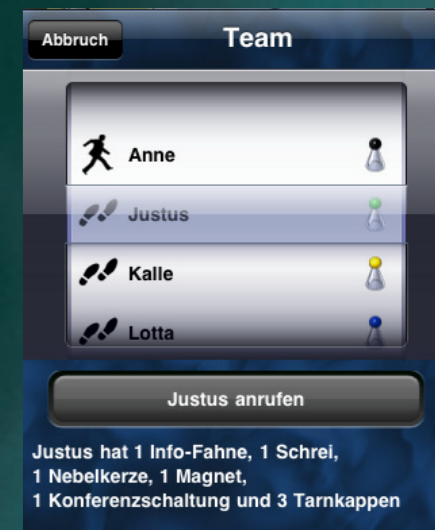 Abbruch Team
Anne
Justus
Kalle
Lotta
Justus anrufen
Justus hat 1 Info-Fahne, 1 Schrei,
1 Nebelkerze, 1 Magnet,
1 Konferenzschaltung und 3 Tarnkappen